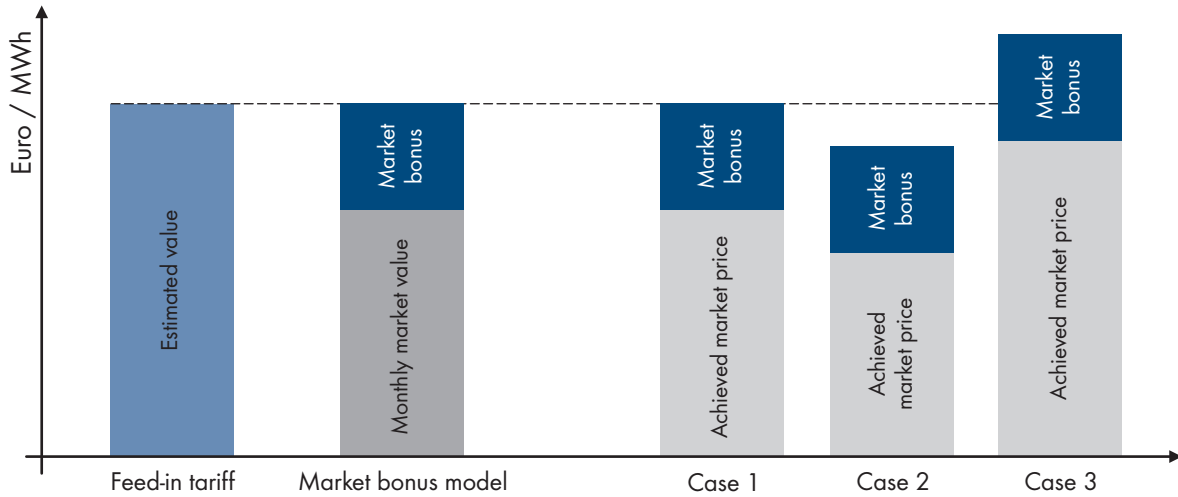 Euro / MWh
Estimated value
Market
bonus
Monthly market value
Market
bonus
Achieved market price
Market
bonus
Achieved
market price
Market
bonus
Achieved market price
Feed-in tariff
Market bonus model
Case 1
Case 2
Case 3